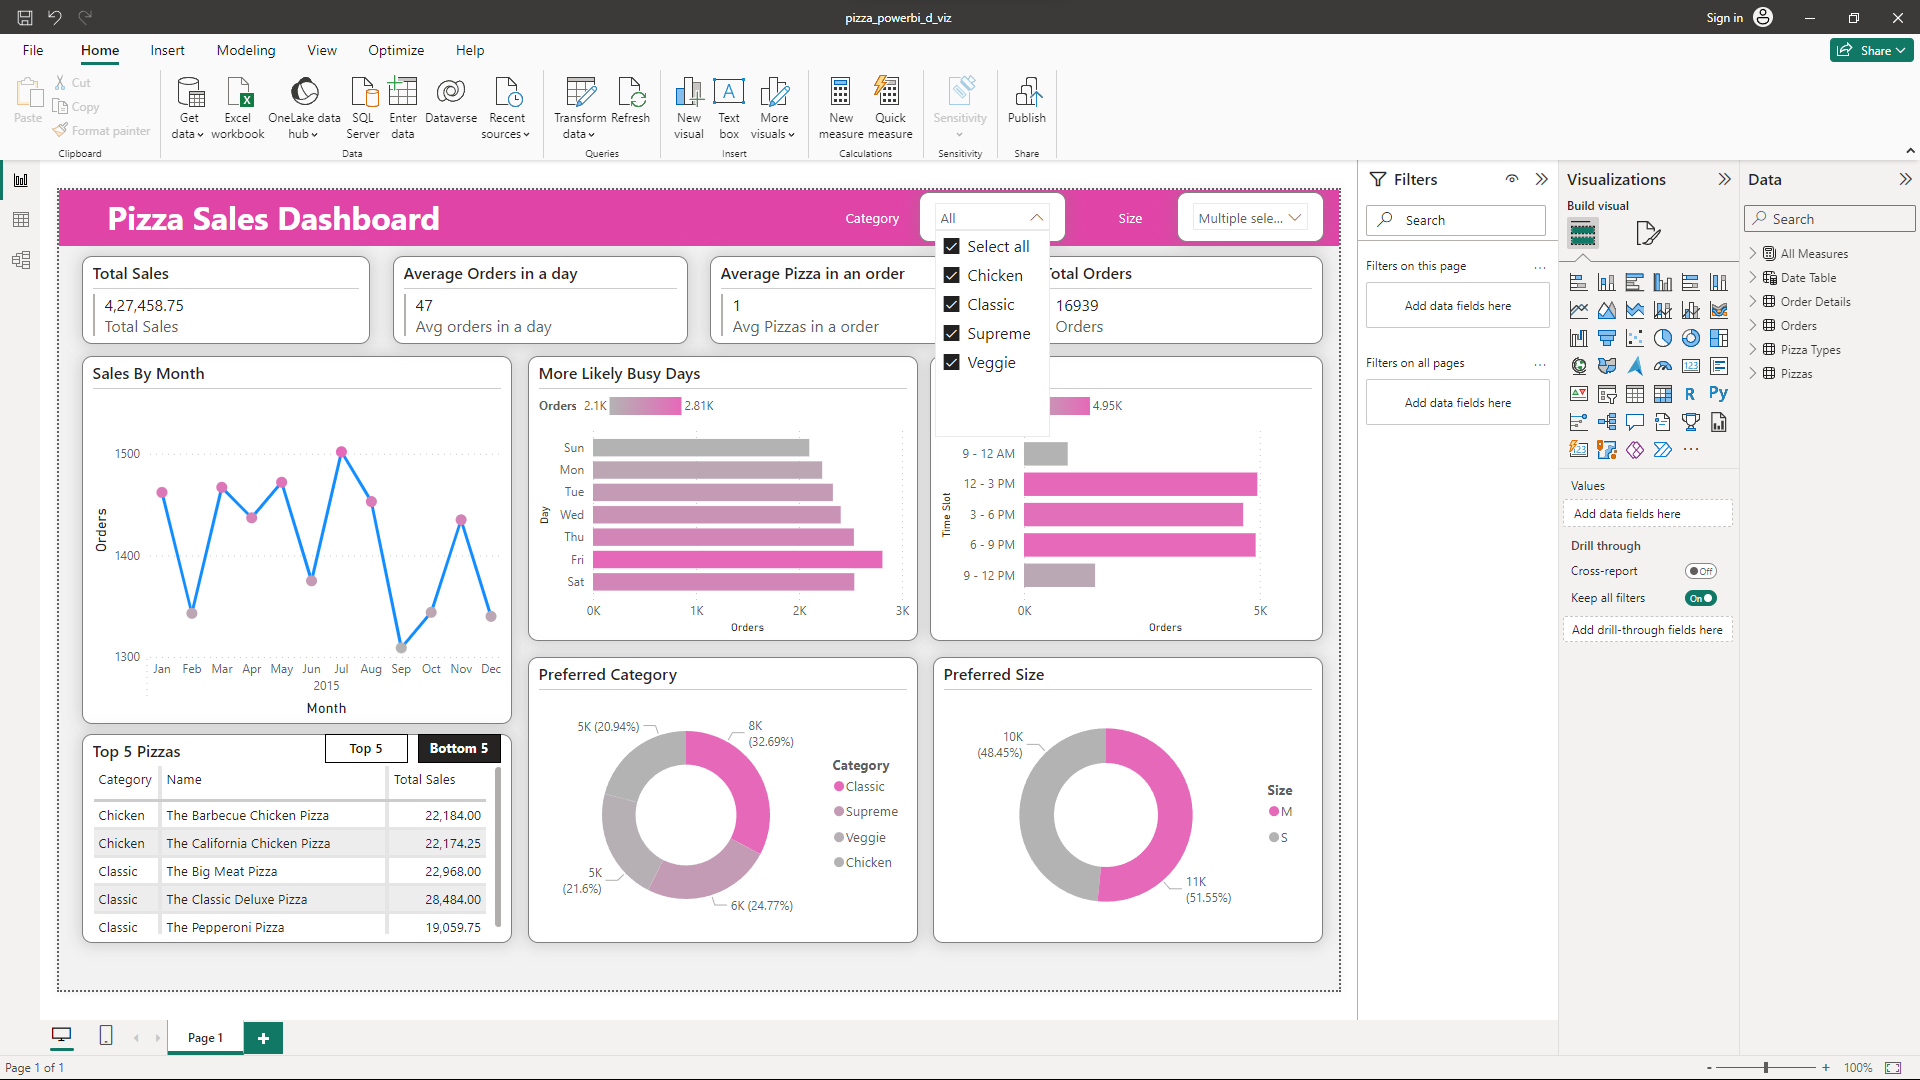 pizza_powerbi_d_viz
Sign in
File Home Insert Modeling View Optimize Help
Share
Paste
Cut
Copy
Format painter
Clipboard
Get data
Excel workbook
OneLake data hub
SQL Server
Enter data
Dataverse
Recent sources
Data
Transform data
Refresh
Queries
New visual
Text box
More visuals
Insert
New measure
Quick measure
Calculations
Sensitivity
Sensitivity
Publish
Share
Pizza Sales Dashboard
Category
All
Size
Multiple sele...
Select all
Chicken
Classic
Supreme
Veggie
Total Sales
4,27,458.75
Total Sales
Average Orders in a day
47
Avg orders in a day
Average Pizza in an order
1
Avg Pizzas in a order
Total Orders
16939
Orders
Sales By Month
1500
1400
1300
Orders
Jan Feb Mar Apr May Jun Jul Aug Sep Oct Nov Dec
2015
Month
More Likely Busy Days
Orders 2.1K 2.81K
Day
Sun
Mon
Tue
Wed
Thu
Fri
Sat
0K 1K 2K 3K
Orders
4.95K
Time Slot
9 - 12 AM
12 - 3 PM
3 - 6 PM
6 - 9 PM
9 - 12 PM
0K 5K
Orders
Top 5 Pizzas
Top 5
Bottom 5
Category Name Total Sales
Chicken The Barbecue Chicken Pizza 22,184.00
Chicken The California Chicken Pizza 22,174.25
Classic The Big Meat Pizza 22,968.00
Classic The Classic Deluxe Pizza 28,484.00
Classic The Pepperoni Pizza 19,059.75
Preferred Category
5K (20.94%)
8K
(32.69%)
5K
(21.6%)
6K (24.77%)
Category
Classic
Supreme
Veggie
Chicken
Preferred Size
10K
(48.45%)
11K
(51.55%)
Size
M
S
Filters
Search
Filters on this page ...
Add data fields here
Filters on all pages ...
Add data fields here
Visualizations
Build visual
123
R
Py
123
...
Values
Add data fields here
Drill through
Cross-report Off
Keep all filters On
Add drill-through fields here
Data
Search
All Measures
Date Table
Order Details
Orders
Pizza Types
Pizzas
Page 1
+
Page 1 of 1
- + 100%